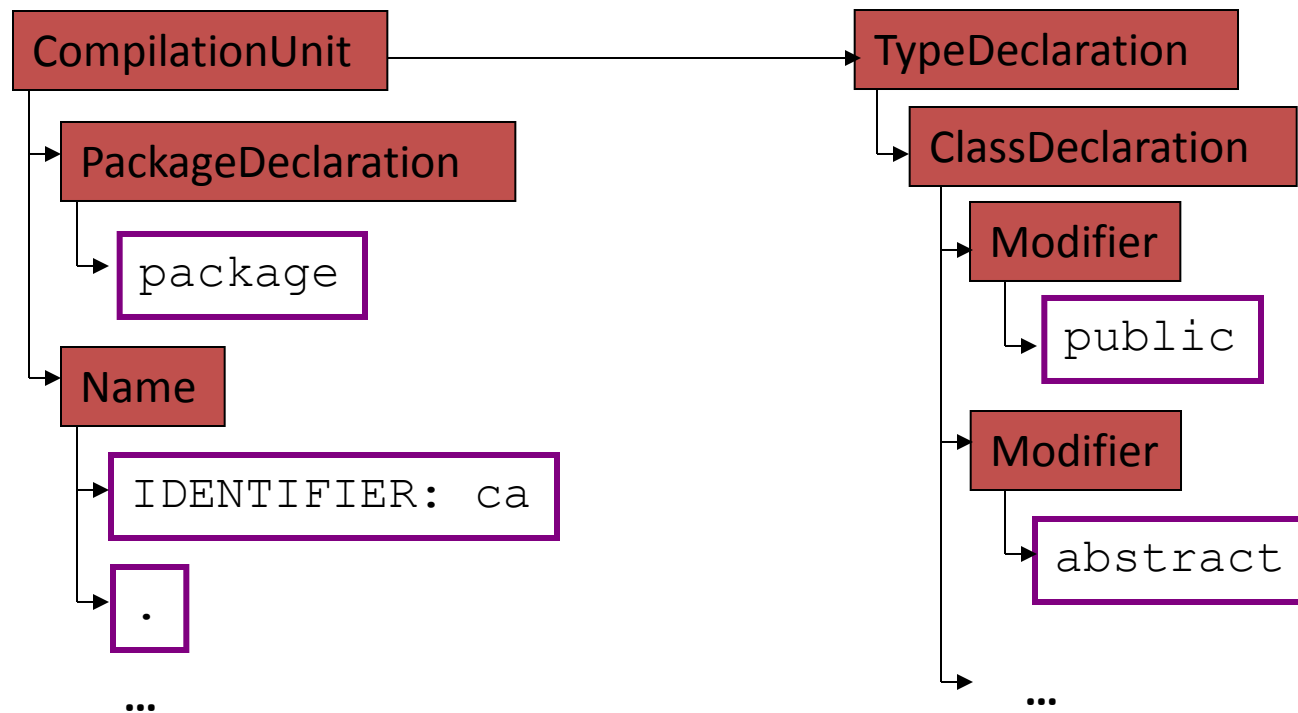 CompilationUnit
PackageDeclaration
package
Name
IDENTIFIER: ca
.
...
TypeDeclaration
ClassDeclaration
Modifier
public
Modifier
abstract
...